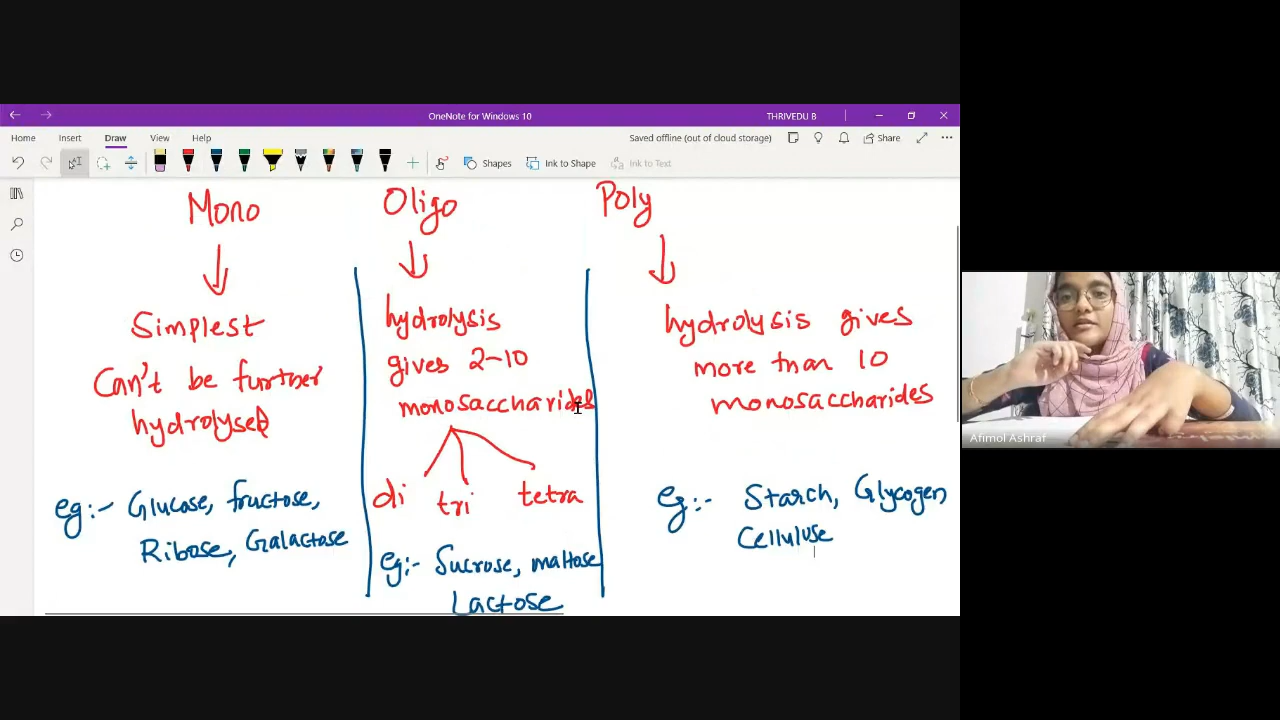 OneNote for Windows 10
THRIVEDU B
Home Insert Draw View Help
Saved offline (out of cloud storage)
Share
Shapes
Ink to Shape
Ink to Text
Mono
Simplest
Can't be further
hydrolysed
eg:- Glucose, fructose,
Ribose, Galactose
Oligo
hydrolysis
gives 2-10
monosaccharides
di tri tetra
eg:- Sucrose, maltose
Lactose
Poly
hydrolysis gives
more than 10
monosaccharides
eg:- Starch, Glycogen,
Cellulose
Afimol Ashraf